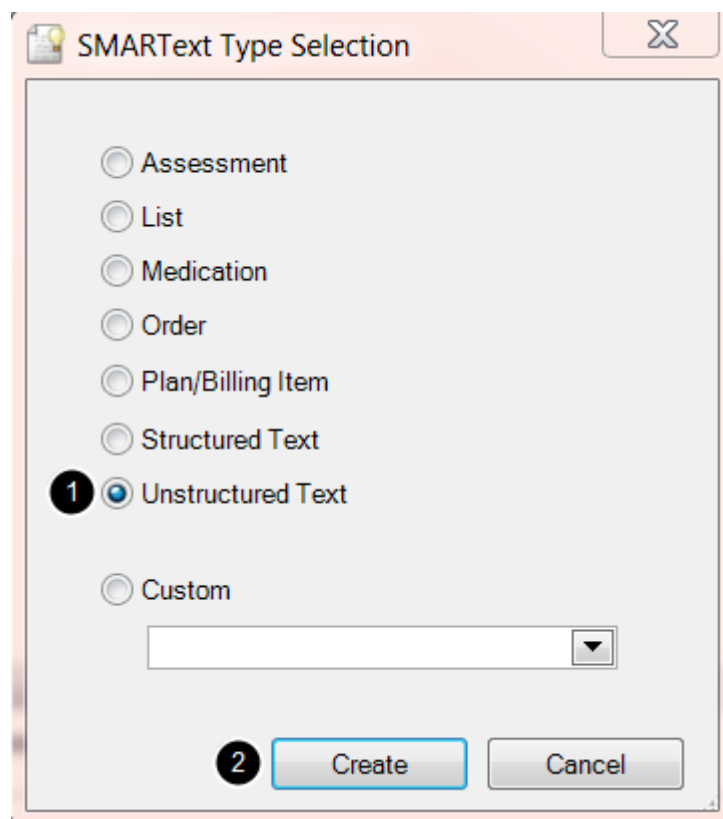 SMARText Type Selection
Assessment
List
Medication
Order
Plan/Billing Item
Structured Text
1 Unstructured Text
Custom
2 Create Cancel